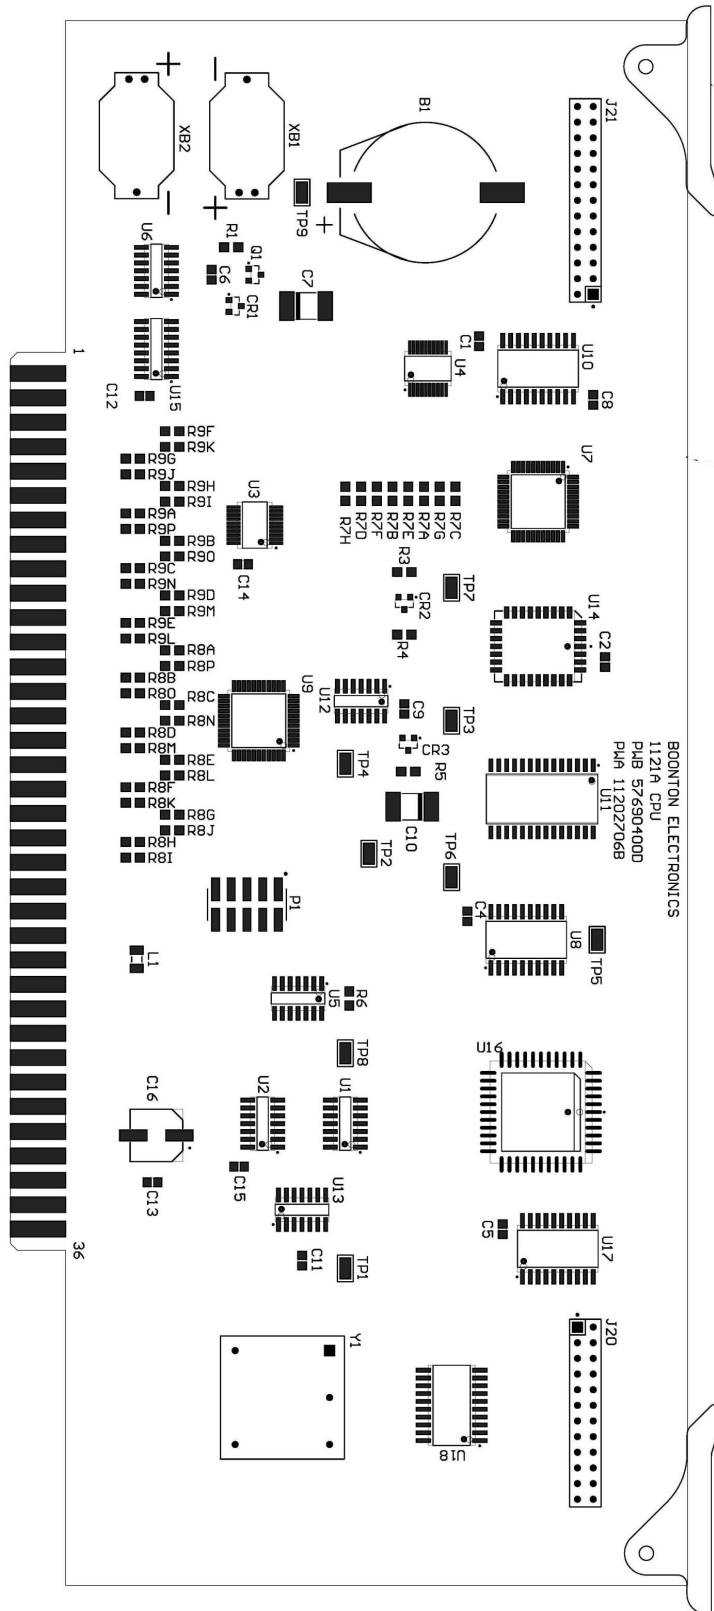 J21
B1
XB1
XB2
+
-
-
+
+
TP9
U6
R1
Q1
C6
CR1
C7
C1
U4
U10
C8
1
C12
U15
R9F
R9K
R9G
R9J
R9H
R9I
R9A
R9P
R9B
R9O
R9C
R9N
R9D
R9M
R9E
R9L
R8A
R8P
R8B
R8O
R8C
R8N
R8D
R8M
R8E
R8L
R8F
R8K
R8G
R8J
R8H
R8I
U3
C14
R7H
R7D
R7F
R7B
R7E
R7A
R7G
R7C
U7
R3
CR2
R4
TP7
U14
C2
U9
U12
C9
TP3
CR3
TP4
R5
C10
TP2
TP6
U11
BOONTON ELECTRONICS
1121A CPU
PWB 57690400D
PWA 11202706B
P1
C4
U8
TP5
L1
U5
R6
TP8
U16
C16
U2
U1
C13
C15
U13
C5
U17
C11
TP1
36
J20
Y1
U18